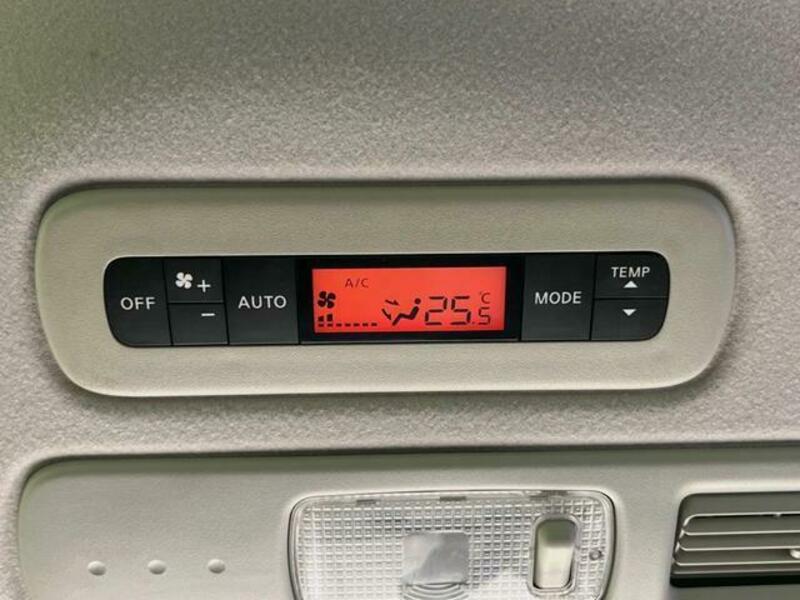 OFF
+
-
AUTO
A/C
25.5 °C
MODE
TEMP